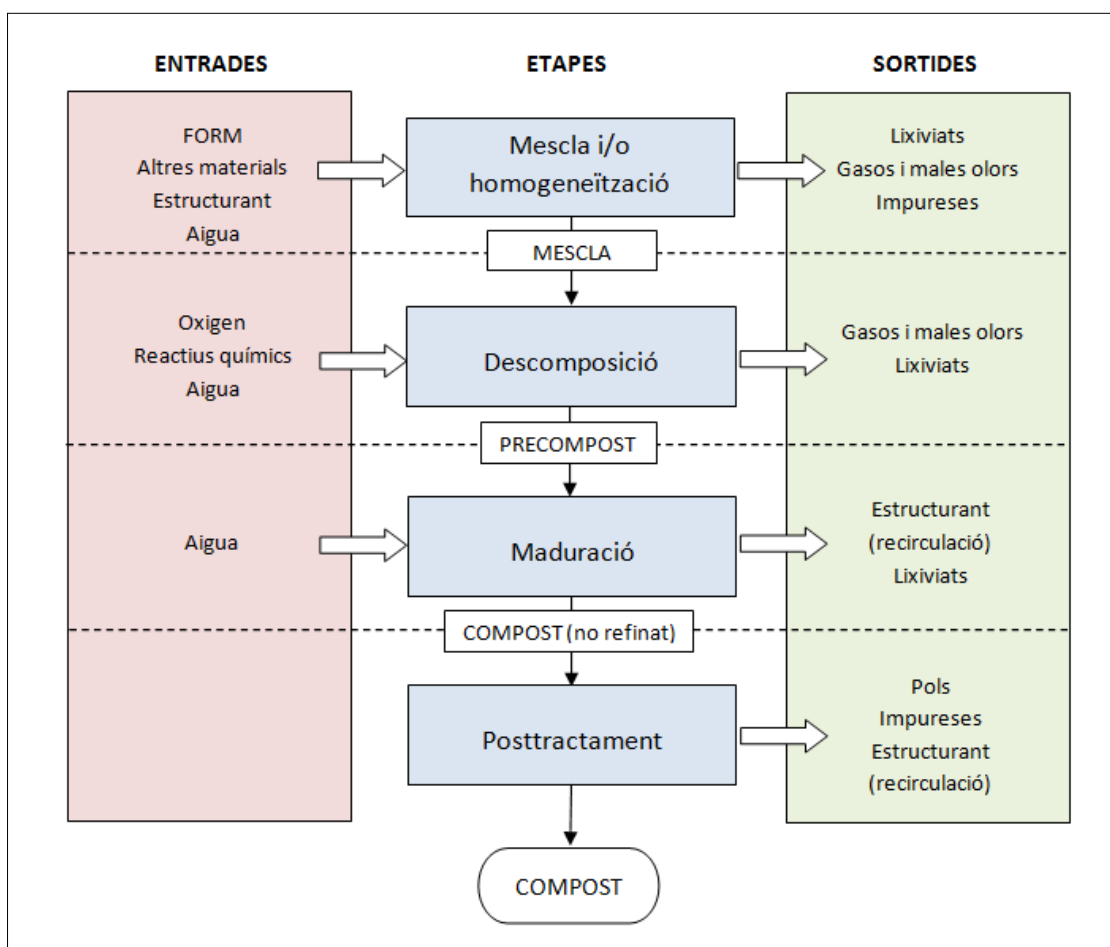 ENTRADES
ETAPES
SORTIDES
FORM
Altres materials
Estructurant
Aigua
Mescla i/o
homogeneïtzació
Lixiviats
Gasos i males olors
Impureses
MESCLA
Oxigen
Reactius químics
Aigua
Descomposició
Gasos i males olors
Lixiviats
PRECOMPOST
Aigua
Maduració
Estructurant
(recirculació)
Lixiviats
COMPOST (no refinat)
Posttractament
Pols
Impureses
Estructurant
(recirculació)
COMPOST